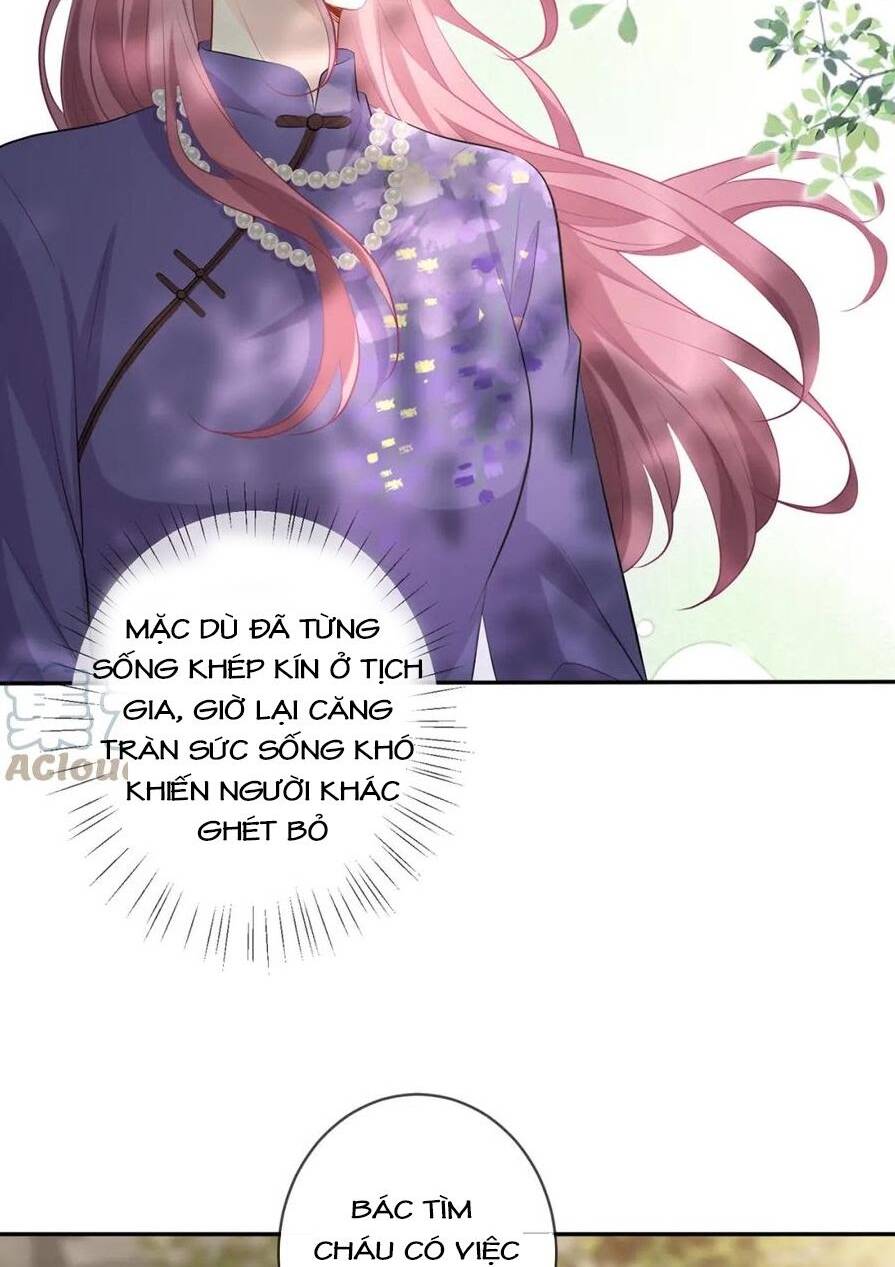 MẶC DÙ ĐÃ TỪNG
SỐNG KHÉP KÍN Ở TỊCH
GIA, GIỜ LẠI CĂNG
TRÀN SỨC SỐNG KHÓ
KHIẾN NGƯỜI KHÁC
GHÉT BỎ
BÁC TÌM
CHÁU CÓ VIỆC